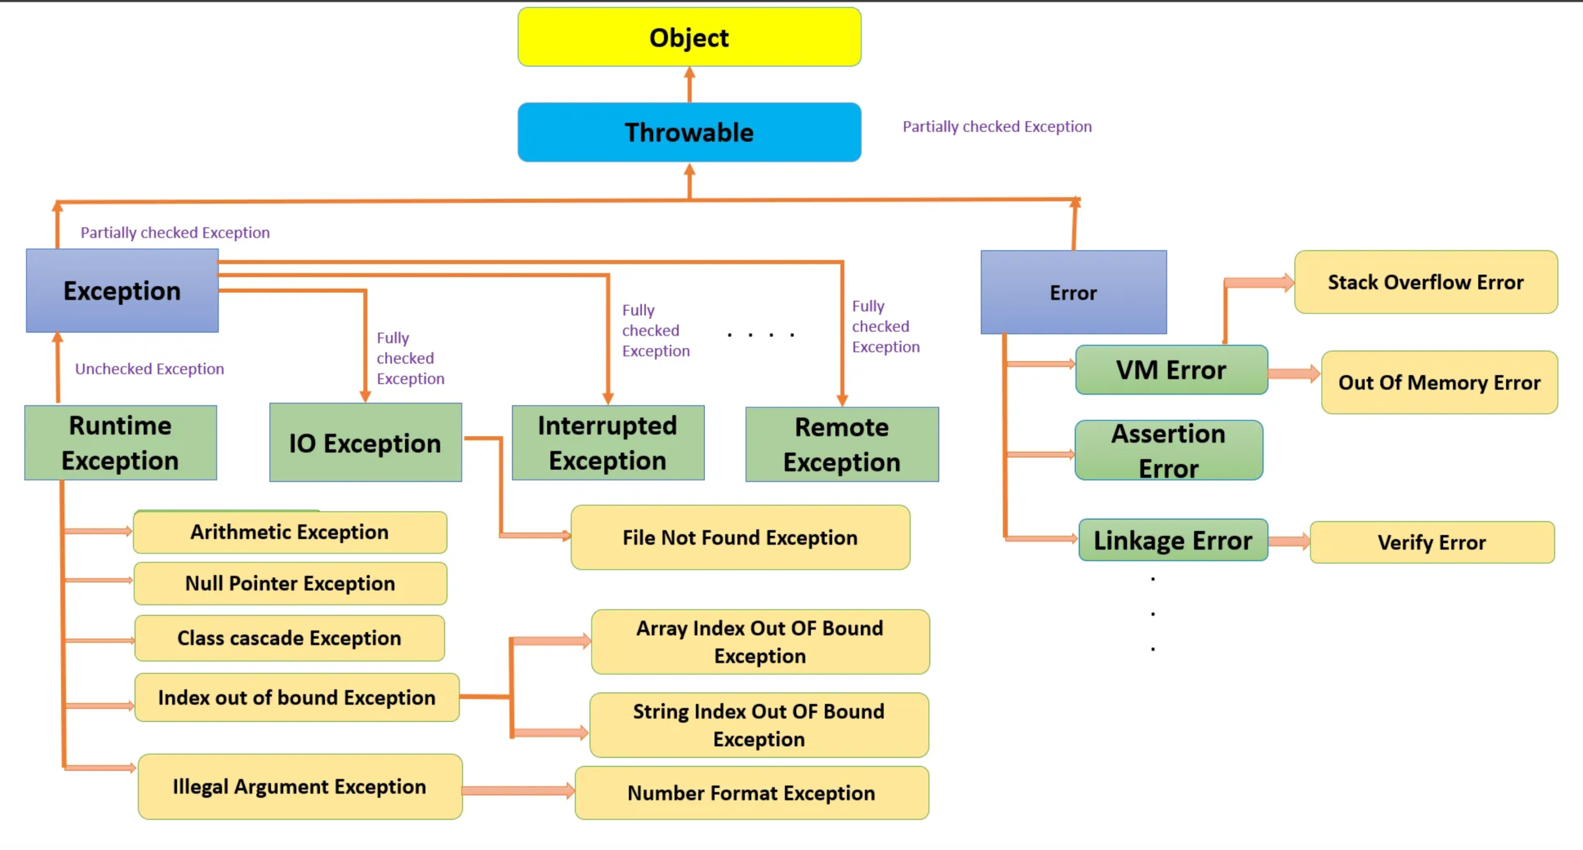 Object
Throwable
Partially checked Exception
Partially checked Exception
Exception
Error
Stack Overflow Error
Fully
checked
Exception
Fully
checked
Exception
. . . .
Fully
checked
Exception
Unchecked Exception
VM Error
Out Of Memory Error
Runtime
Exception
IO Exception
Interrupted
Exception
Remote
Exception
Assertion
Error
Arithmetic Exception
File Not Found Exception
Linkage Error
Verify Error
.
.
.
Null Pointer Exception
Class cascade Exception
Array Index Out OF Bound
Exception
Index out of bound Exception
String Index Out OF Bound
Exception
Illegal Argument Exception
Number Format Exception